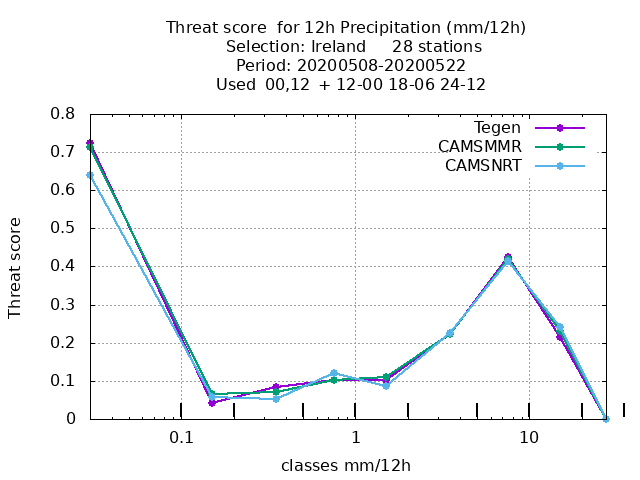 Threat score  for 12h Precipitation (mm/12h)
Selection: Ireland     28 stations
Period: 20200508-20200522
Used  00,12  + 12-00 18-06 24-12
Tegen
CAMSMMR
CAMSNRT
0.8
0.7
0.6
0.5
0.4
0.3
0.2
0.1
0
Threat score
0.1
1
10
classes mm/12h